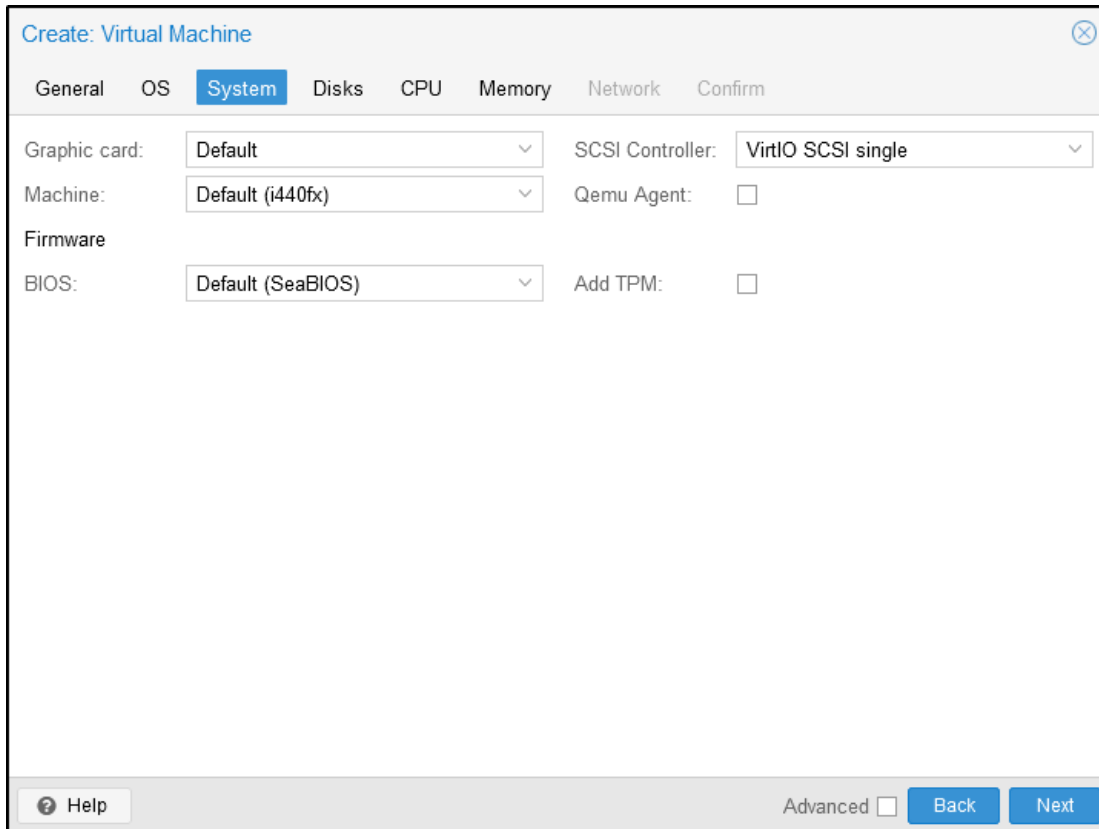 Create: Virtual Machine
General OS System Disks CPU Memory Network Confirm
Graphic card: Default SCSI Controller: VirtIO SCSI single
Machine: Default (i440fx) Qemu Agent:
Firmware
BIOS: Default (SeaBIOS) Add TPM:
Help Advanced Back Next